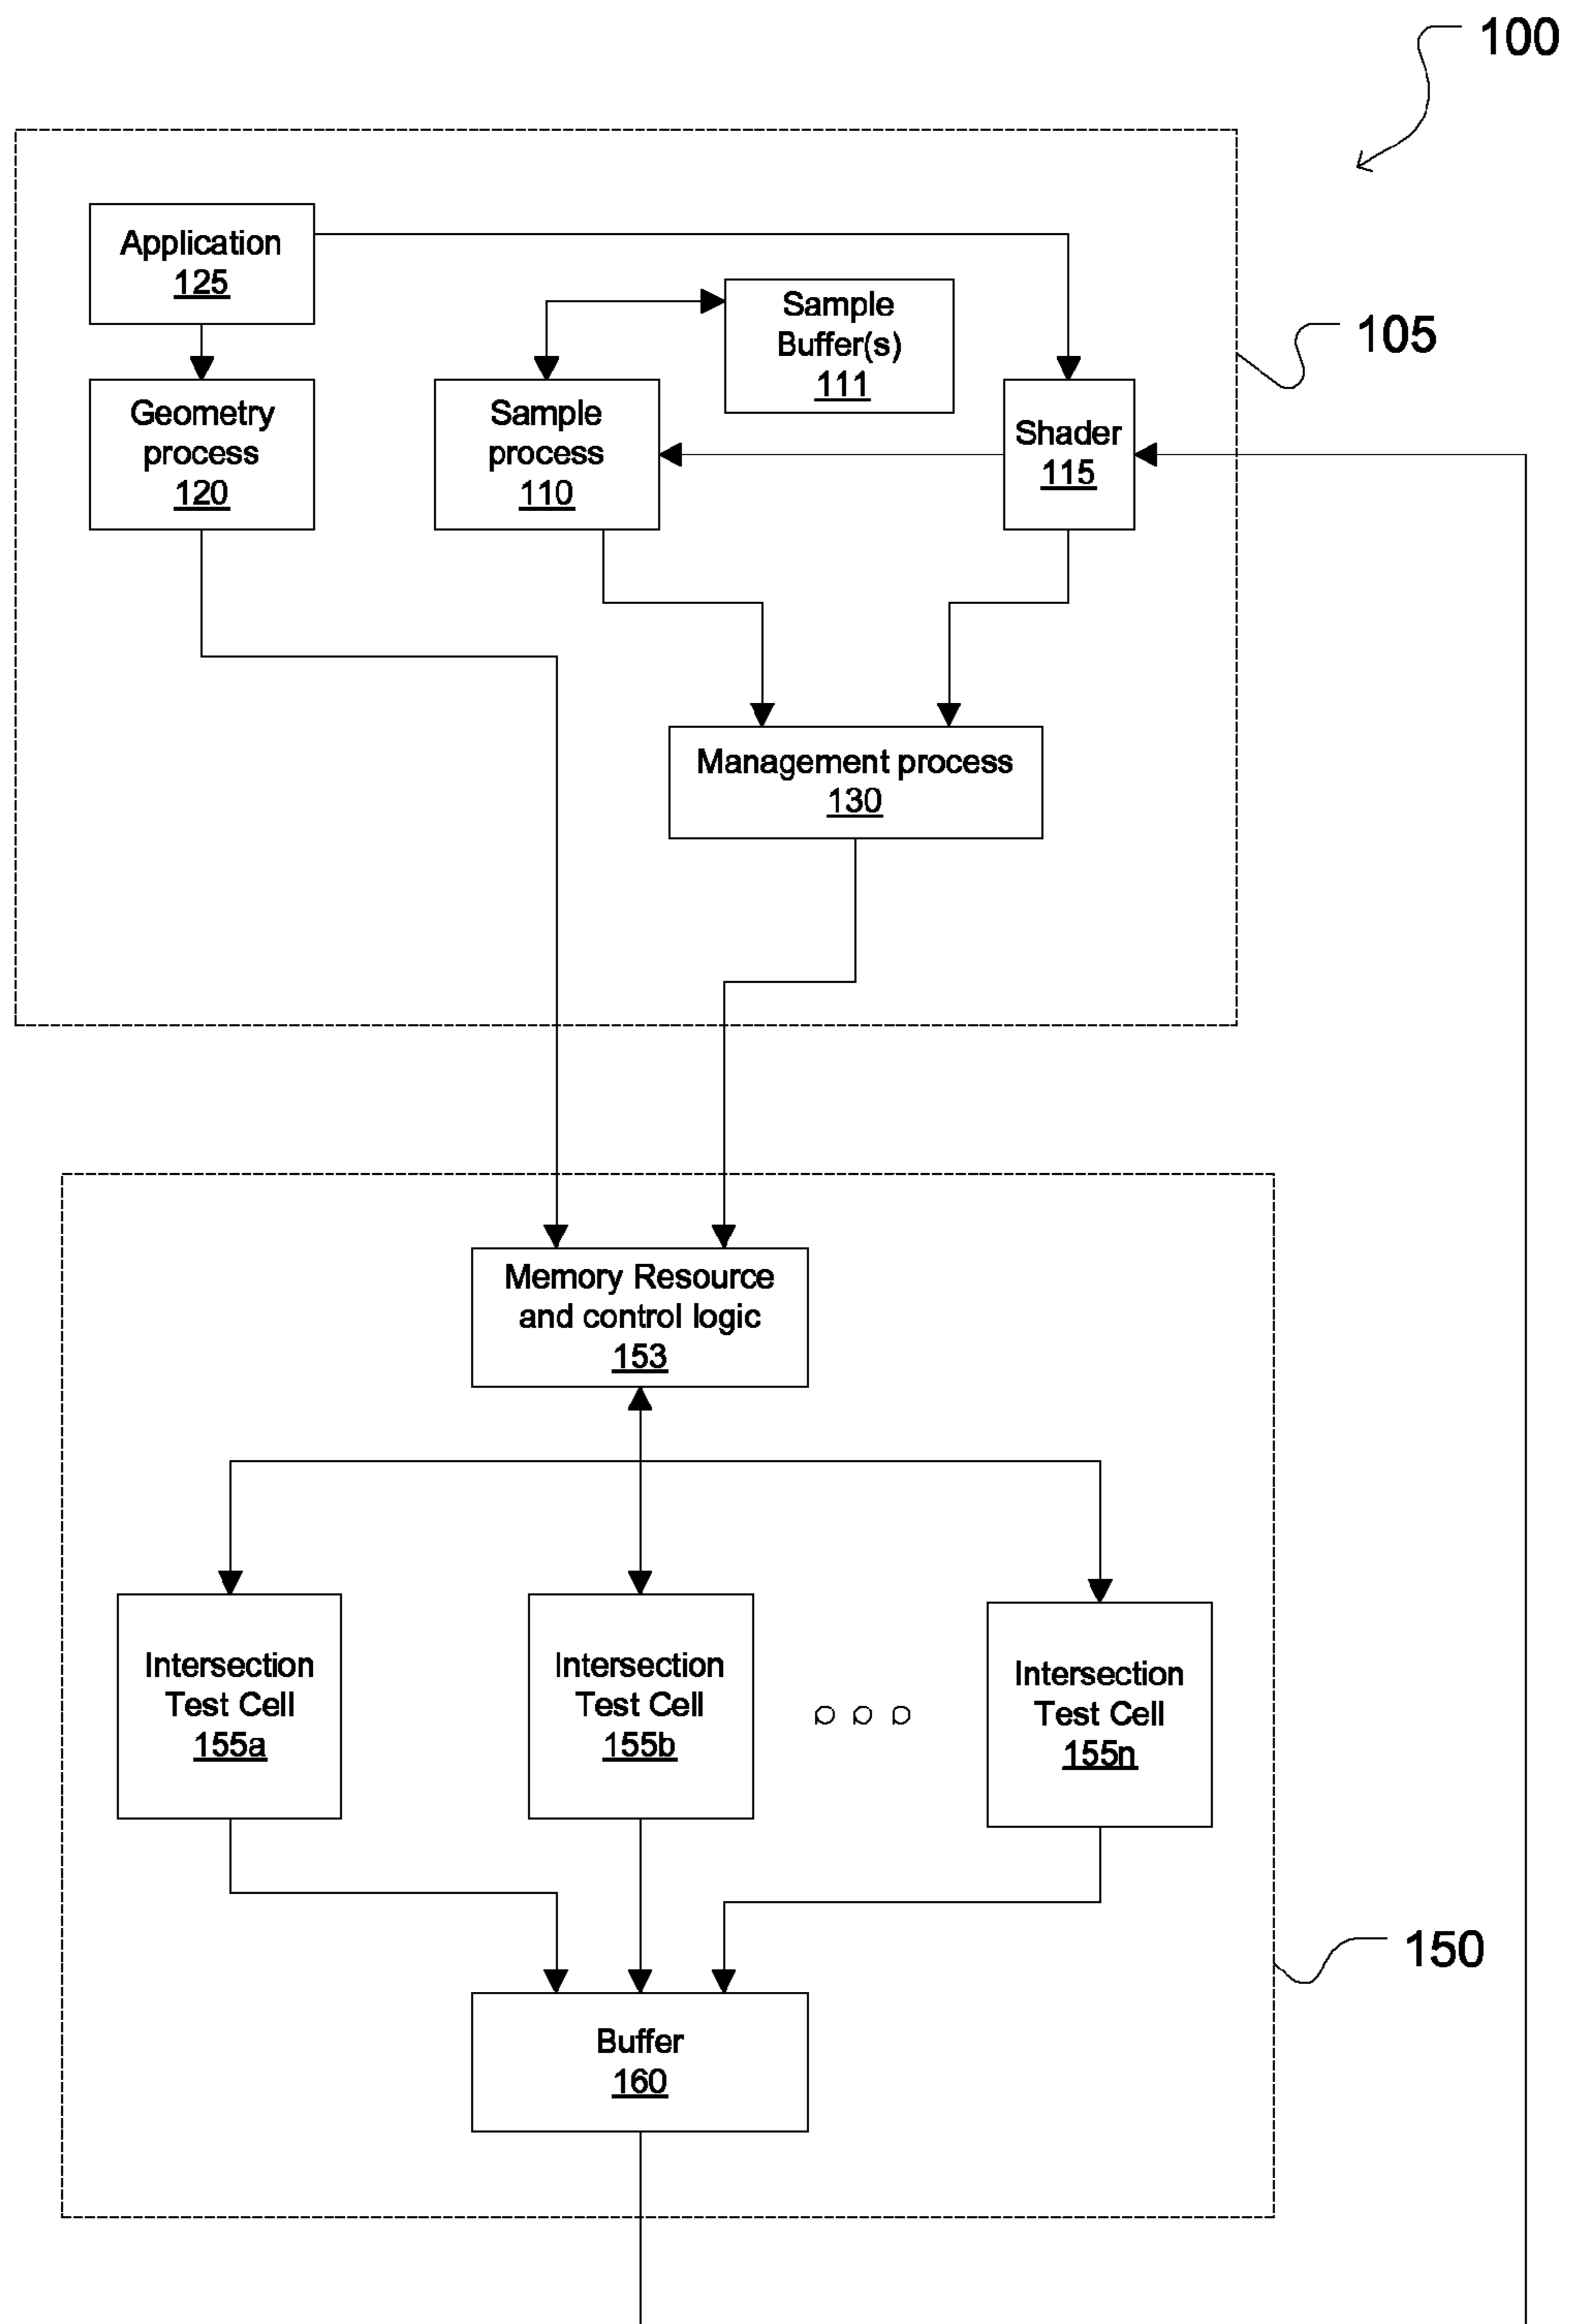 100
Application
125
Sample
Buffer(s)
111
105
Geometry
process
120
Sample
process
110
Shader
115
Management process
130
Memory Resource
and control logic
153
Intersection
Test Cell
155a
Intersection
Test Cell
155b
Intersection
Test Cell
155n
150
Buffer
160